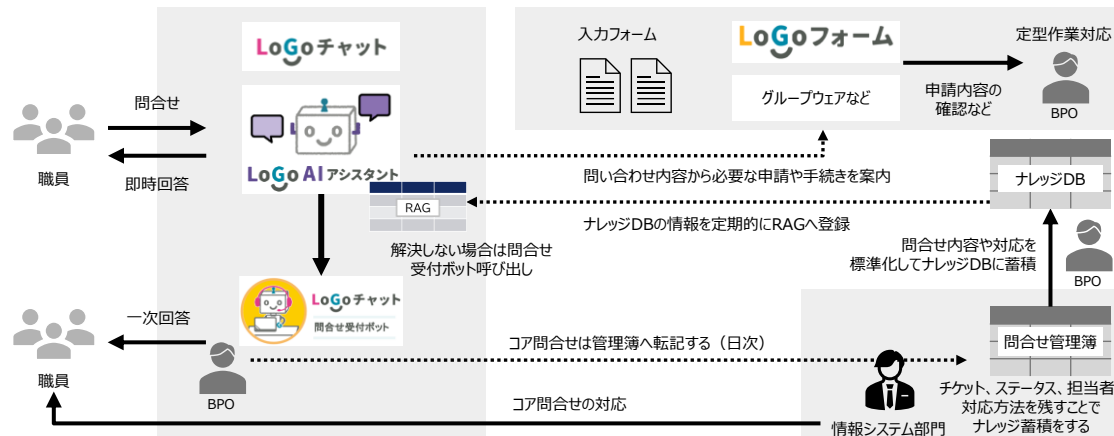 LoGoチャット
問合せ
職員
即時回答
LoGo AI アシスタント
RAG
解決しない場合は問合せ
受付ボット呼び出し
入力フォーム
LoGoフォーム
グループウェアなど
定型作業対応
申請内容の
確認など
BPO
問い合わせ内容から必要な申請や手続きを案内
ナレッジDB
ナレッジDBの情報を定期的にRAGへ登録
問合せ内容や対応を
標準化してナレッジDBに蓄積
BPO
LoGoチャット
問合せ受付ボット
一次回答
職員
BPO
コア問合せは管理簿へ転記する（日次）
問合せ管理簿
チケット、ステータス、担当者
対応方法を残すことで
ナレッジ蓄積をする
コア問合せの対応
情報システム部門